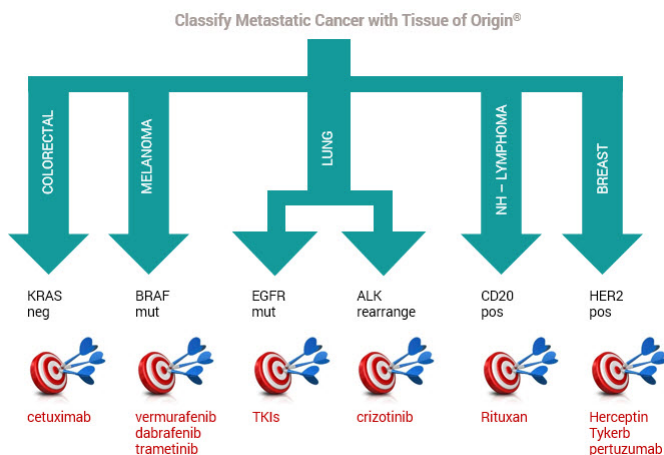 Classify Metastatic Cancer with Tissue of Origin®
COLORECTAL
MELANOMA
LUNG
NH – LYMPHOMA
BREAST
KRAS
neg
BRAF
mut
EGFR
mut
ALK
rearrange
CD20
pos
HER2
pos
cetuximab
vermurafenib
dabrafenib
trametinib
TKIs
crizotinib
Rituxan
Herceptin
Tykerb
pertuzumab